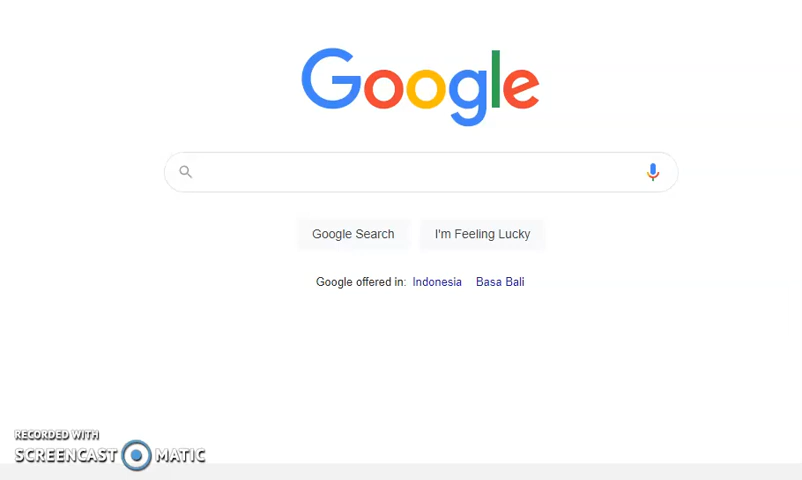 Google
Google Search I'm Feeling Lucky
Google offered in: Indonesia Basa Bali
RECORDED WITH
SCREENCAST MATIC